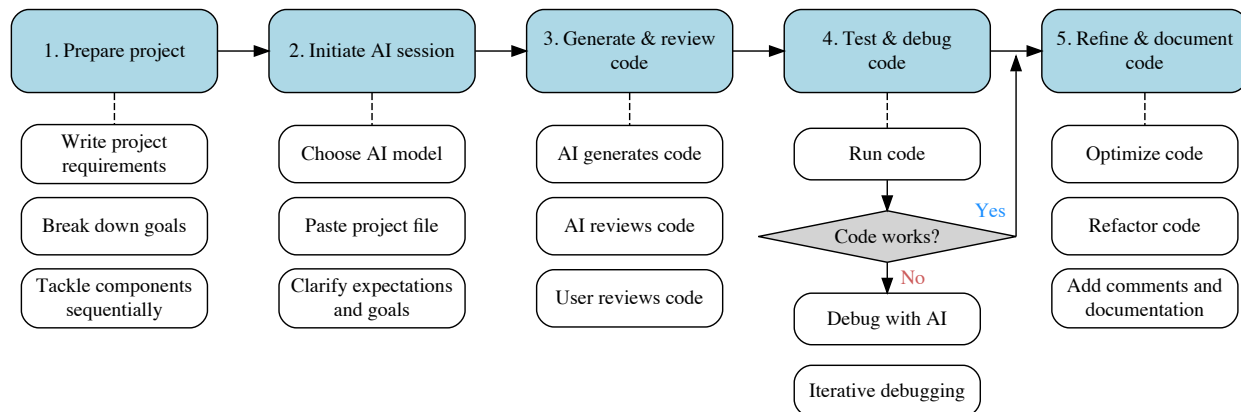 1. Prepare project
2. Initiate AI session
3. Generate & review
code
4. Test & debug
code
5. Refine & document
code
Write project
requirements
Break down goals
Tackle components
sequentially
Choose AI model
Paste project file
Clarify expectations
and goals
AI generates code
AI reviews code
User reviews code
Run code
Code works?
Yes
No
Debug with AI
Iterative debugging
Optimize code
Refactor code
Add comments and
documentation